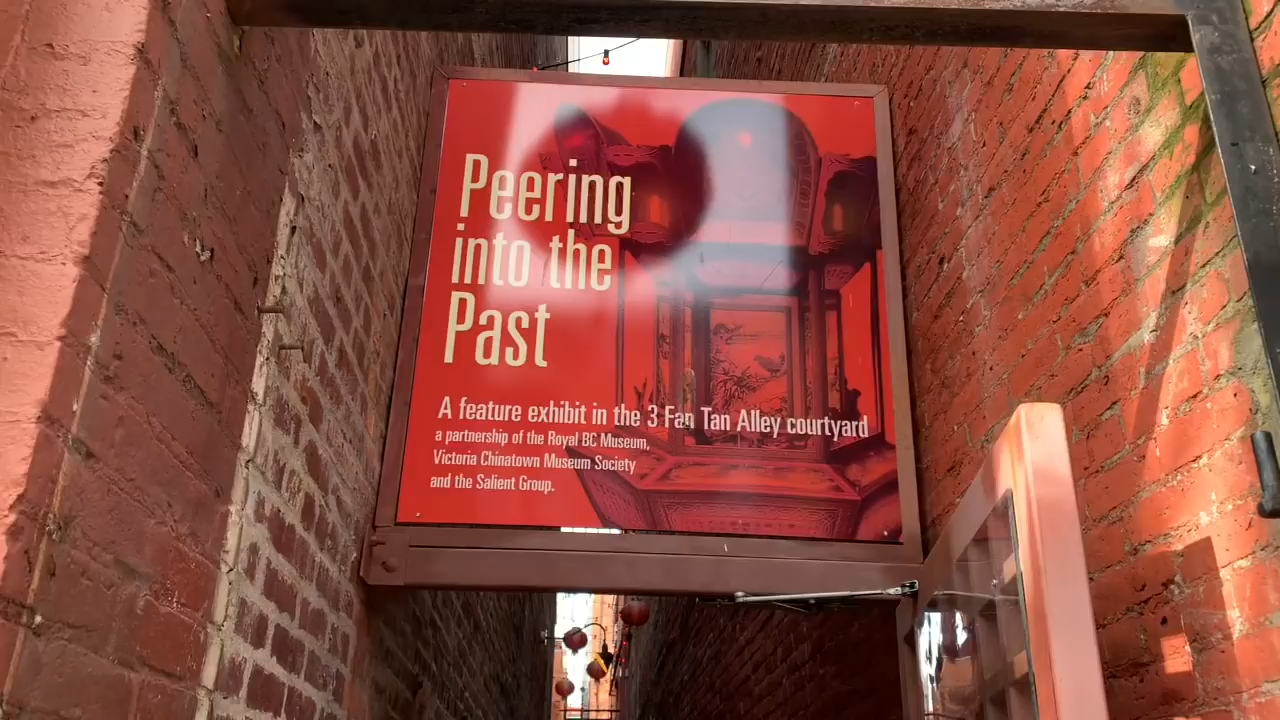 Peering
into the
Past
A feature exhibit in the 3 Fan Tan Alley courtyard
a partnership of the Royal BC Museum,
Victoria Chinatown Museum Society
and the Salient Group.